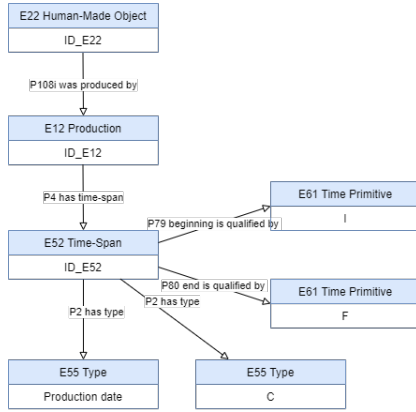 E22 Human-Made Object
ID_E22
P108i was produced by
E12 Production
ID_E12
P4 has time-span
E61 Time Primitive
I
P79 beginning is qualified by
E52 Time-Span
ID_E52
P80 end is qualified by
E61 Time Primitive
F
P2 has type
P2 has type
E55 Type
Production date
E55 Type
C